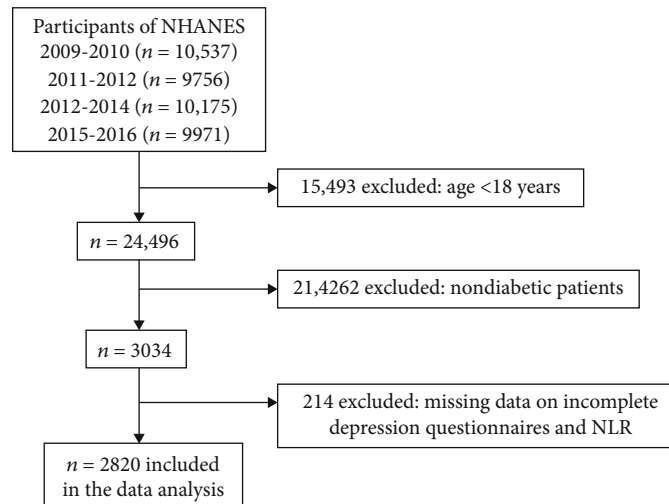 Participants of NHANES
2009-2010 (n = 10,537)
2011-2012 (n = 9756)
2012-2014 (n = 10,175)
2015-2016 (n = 9971)
15,493 excluded: age <18 years
n = 24,496
21,4262 excluded: nondiabetic patients
n = 3034
214 excluded: missing data on incomplete
depression questionnaires and NLR
n = 2820 included
in the data analysis